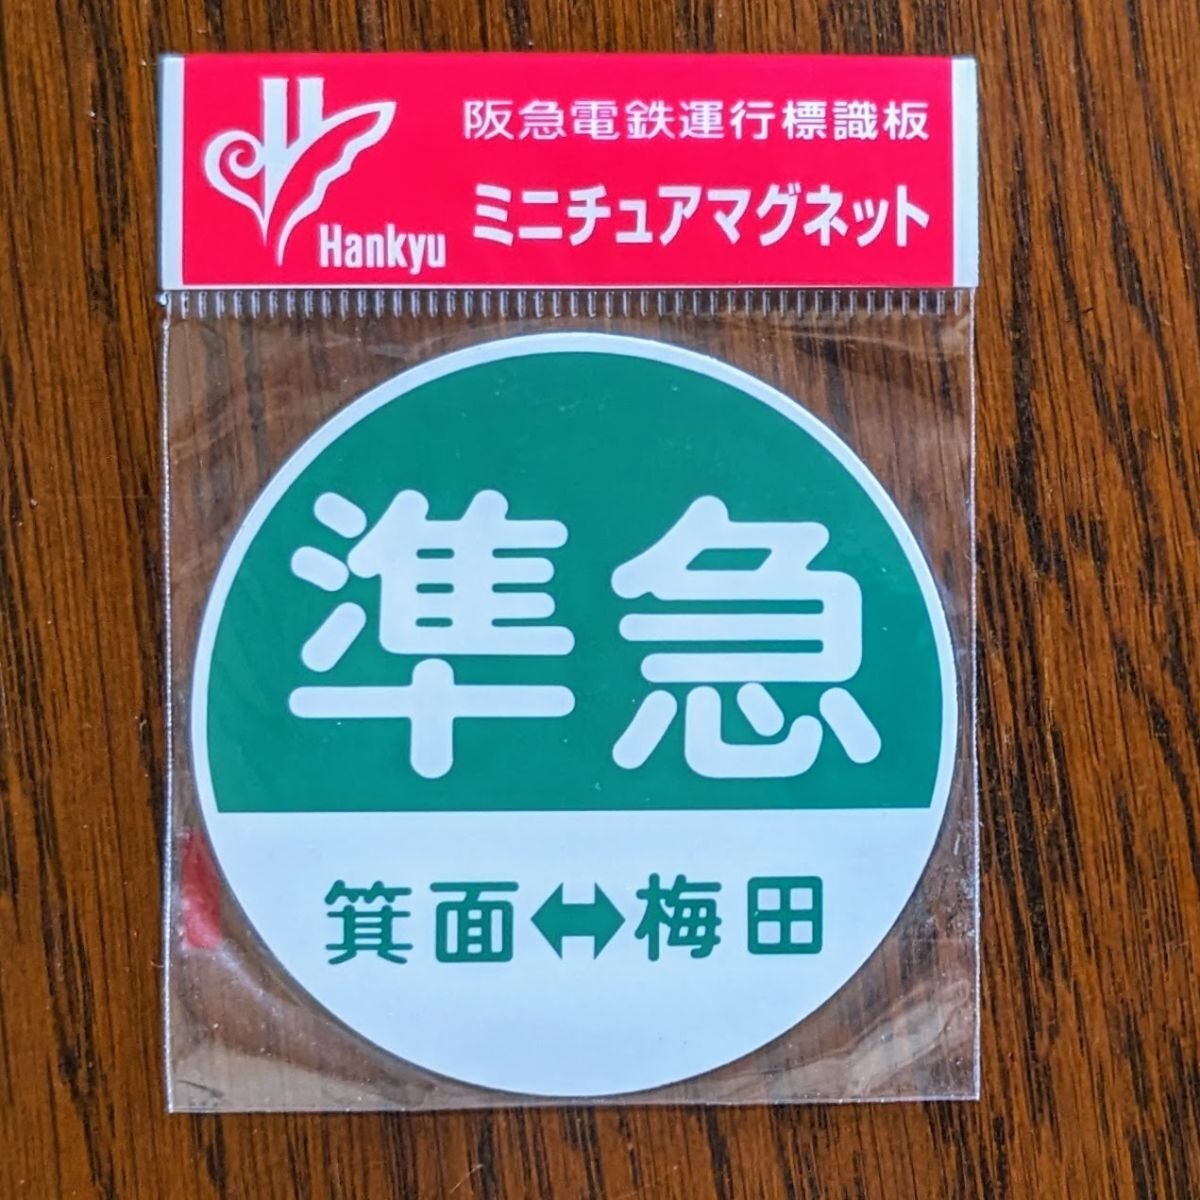 阪急電鉄運行標識板
ミニチュアマグネット
Hankyu
準急
箕面↔梅田